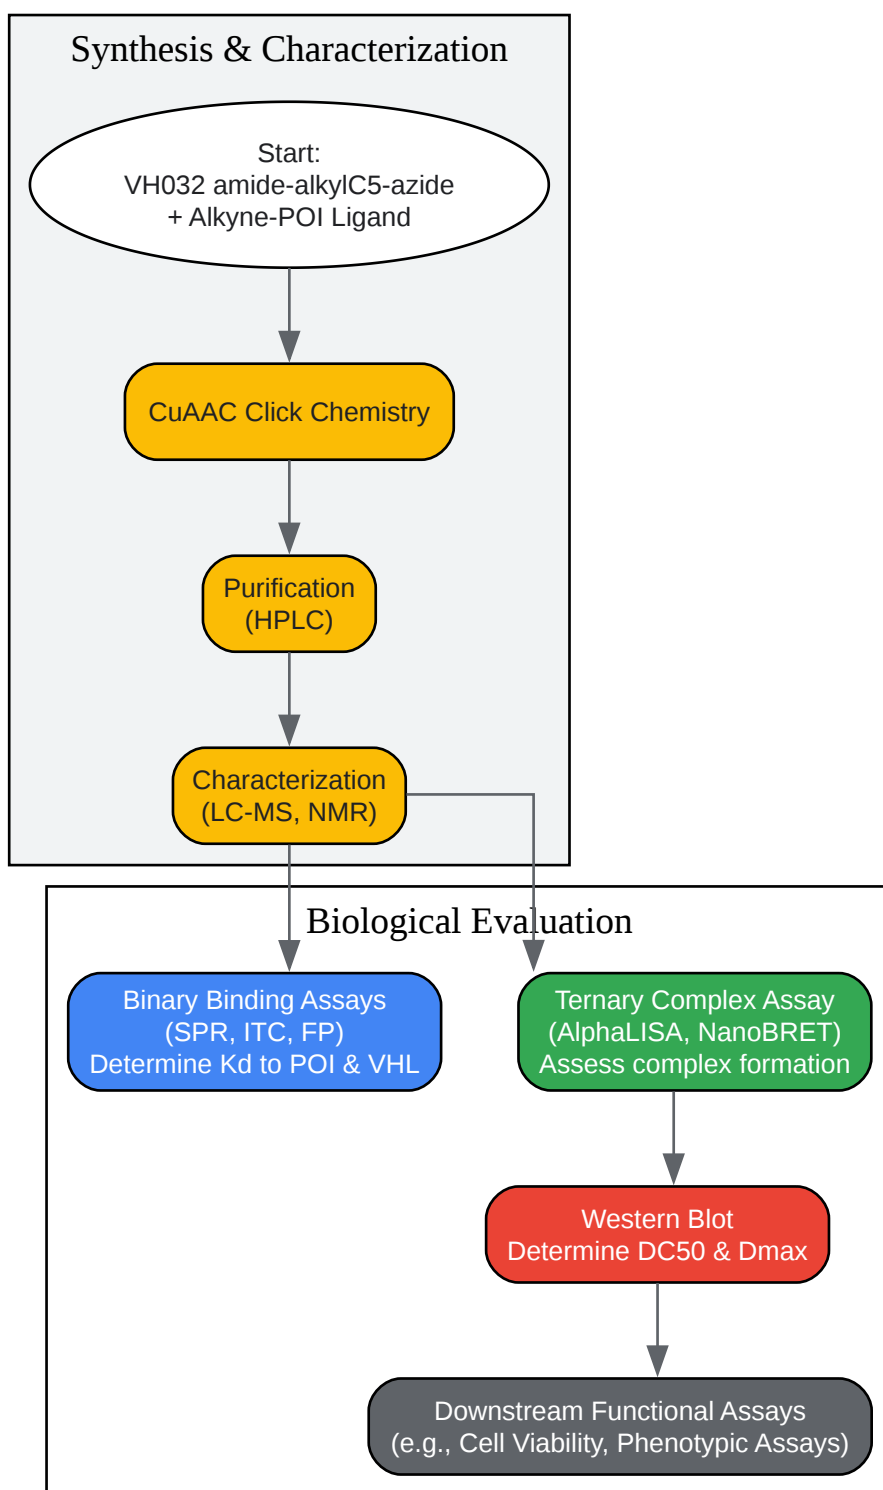 Synthesis & Characterization
Start:
VH032 amide-alkylC5-azide
+ Alkyne-POI Ligand
CuAAC Click Chemistry
Purification
(HPLC)
Characterization
(LC-MS, NMR)
Biological Evaluation
Binary Binding Assays
(SPR, ITC, FP)
Determine Kd to POI & VHL
Ternary Complex Assay
(AlphaLISA, NanoBRET)
Assess complex formation
Western Blot
Determine DC50 & Dmax
Downstream Functional Assays
(e.g., Cell Viability, Phenotypic Assays)